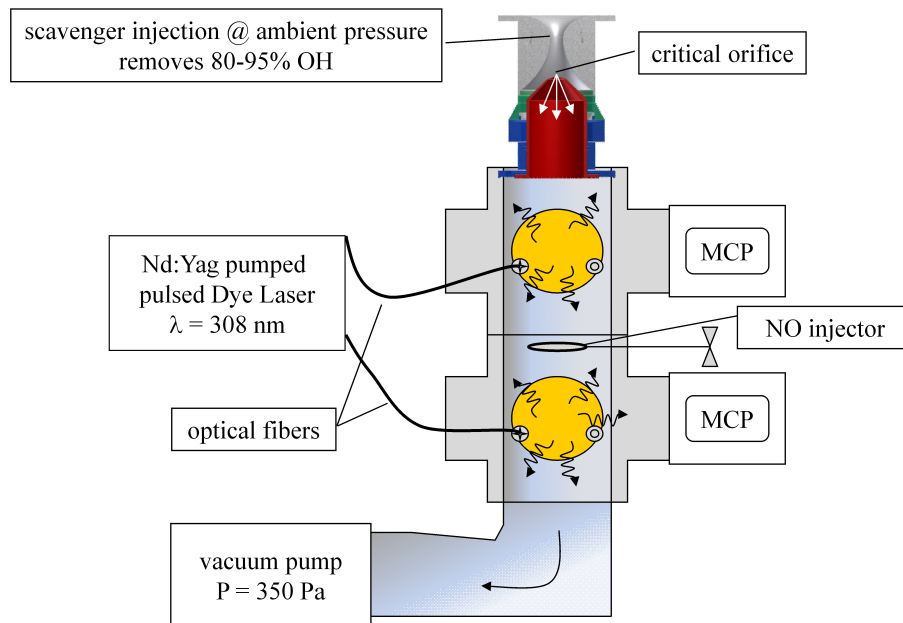 scavenger injection @ ambient pressure
removes 80-95% OH
critical orifice
Nd:Yag pumped
pulsed Dye Laser
λ = 308 nm
MCP
NO injector
optical fibers
MCP
vacuum pump
P = 350 Pa